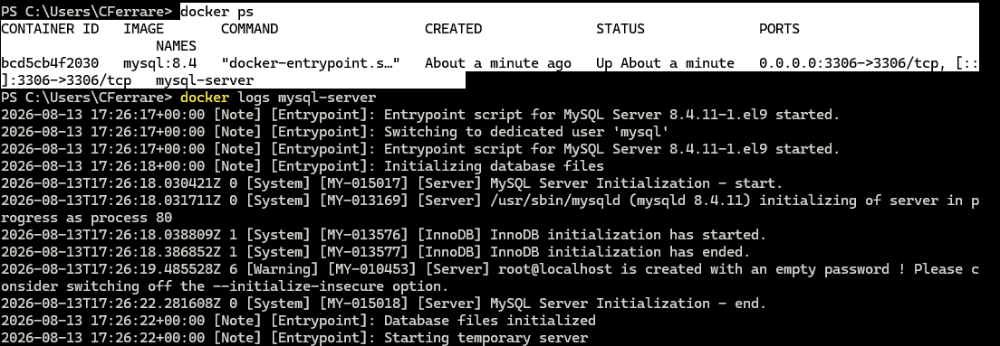 PS C:\Users\CFerrare> docker ps
CONTAINER ID   IMAGE       COMMAND                  CREATED              STATUS              PORTS
                 NAMES
bcd5cb4f2030   mysql:8.4   "docker-entrypoint.s…"   About a minute ago   Up About a minute   0.0.0.0:3306->3306/tcp, [::
]:3306->3306/tcp   mysql-server
PS C:\Users\CFerrare> docker logs mysql-server
2026-08-13 17:26:17+00:00 [Note] [Entrypoint]: Entrypoint script for MySQL Server 8.4.11-1.el9 started.
2026-08-13 17:26:17+00:00 [Note] [Entrypoint]: Switching to dedicated user 'mysql'
2026-08-13 17:26:17+00:00 [Note] [Entrypoint]: Entrypoint script for MySQL Server 8.4.11-1.el9 started.
2026-08-13 17:26:18+00:00 [Note] [Entrypoint]: Initializing database files
2026-08-13T17:26:18.030421Z 0 [System] [MY-015017] [Server] MySQL Server Initialization - start.
2026-08-13T17:26:18.031711Z 0 [System] [MY-013169] [Server] /usr/sbin/mysqld (mysqld 8.4.11) initializing of server in p
rogress as process 80
2026-08-13T17:26:18.038809Z 1 [System] [MY-013576] [InnoDB] InnoDB initialization has started.
2026-08-13T17:26:18.386852Z 1 [System] [MY-013577] [InnoDB] InnoDB initialization has ended.
2026-08-13T17:26:19.485528Z 6 [Warning] [MY-010453] [Server] root@localhost is created with an empty password ! Please c
onsider switching off the --initialize-insecure option.
2026-08-13T17:26:22.281608Z 0 [System] [MY-015018] [Server] MySQL Server Initialization - end.
2026-08-13 17:26:22+00:00 [Note] [Entrypoint]: Database files initialized
2026-08-13 17:26:22+00:00 [Note] [Entrypoint]: Starting temporary server